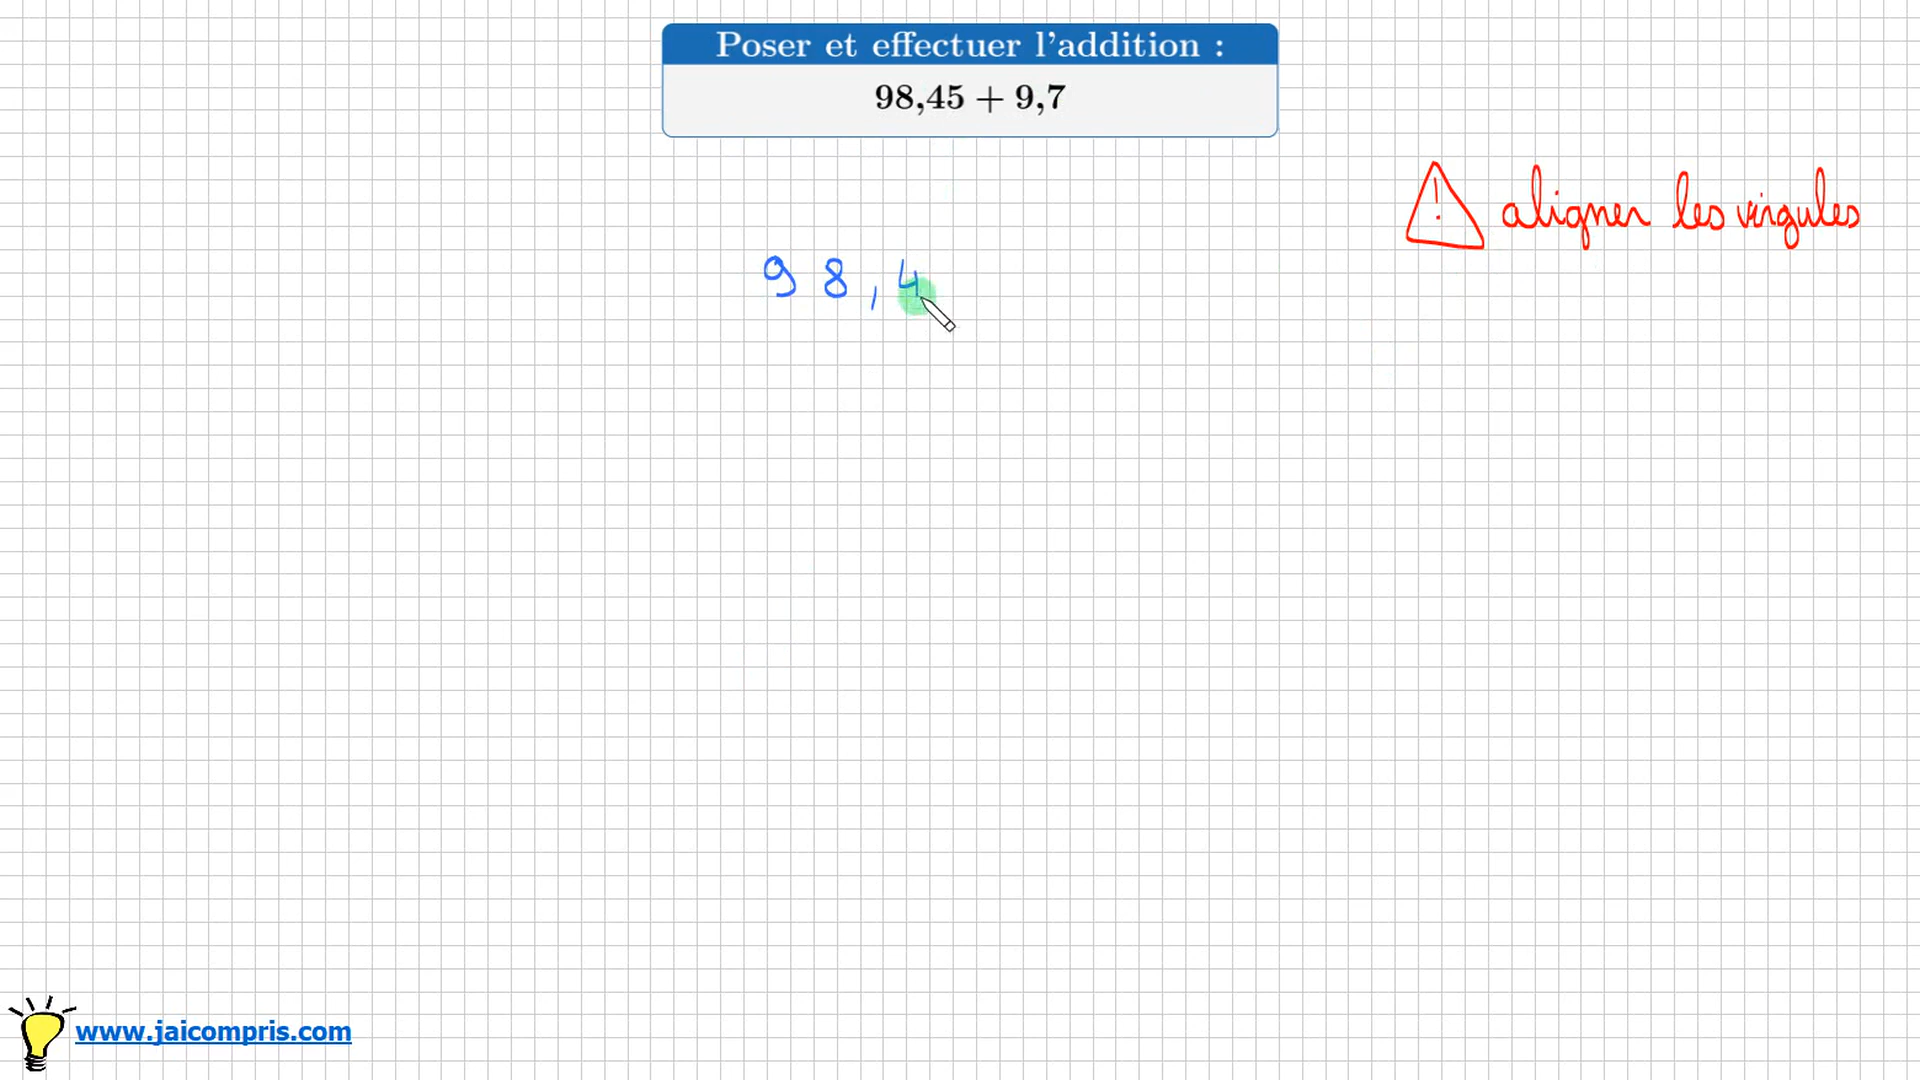 Poser et effectuer l'addition :
98,45 + 9,7
! aligner les virgules
98,4
www.jaicompris.com